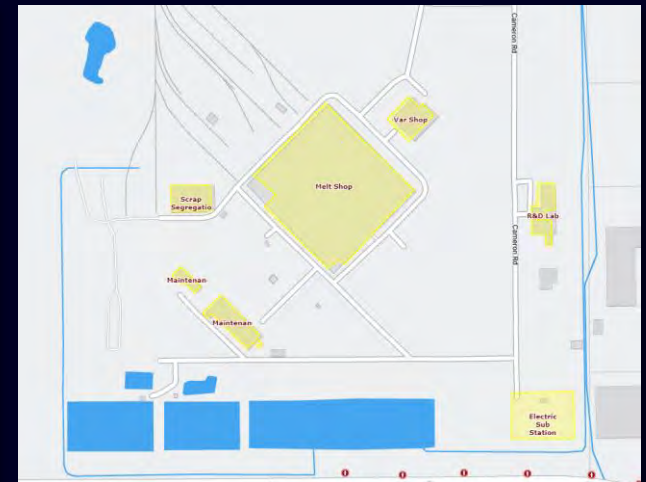 Cameron Rd
Var Shop
Melt Shop
Scrap
Segregatio
R&D Lab
Cameron Rd
Maintenan
Maintenan
Electric
Sub
Station